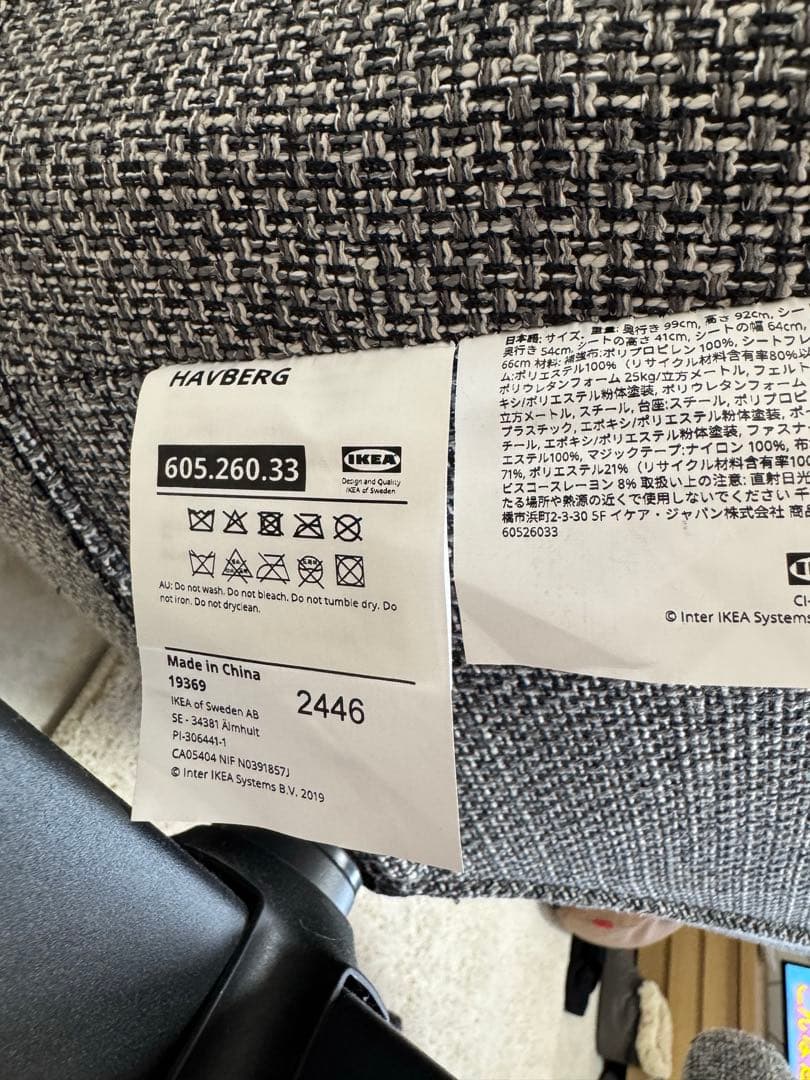 HAVBERG
605.260.33
IKEA
Design and Quality
IKEA of Sweden
AU: Do not wash. Do not bleach. Do not tumble dry. Do
not iron. Do not dryclean.
Made in China
19369
2446
IKEA of Sweden AB
SE - 34381 Älmhult
PI-306441-1
CA05404 NIF N0391857J
© Inter IKEA Systems B.V. 2019
日本語: サイズ, 奥行き 99cm, 高さ 92cm, シー
奥行き 54cm, シートの高さ 41cm, シートの幅 64cm,
66cm 材料: 補強布:ポリプロピレン 100%, シートフレ
ム:ポリエステル100% (リサイクル材料含有率80%以
ポリウレタンフォーム 25kg/立方メートル, フェルト
キシ/ポリエステル粉体塗装, ポリウレタンフォーム
立方メートル, スチール, 台座:スチール, ポリプロピ
プラスチック, エポキシ/ポリエステル粉体塗装, ポ
チール, エポキシ/ポリエステル粉体塗装, ファスナ
エステル100%, マジックテープ:ナイロン 100%, 布
71%, ポリエステル21% (リサイクル材料含有率100
ビスコースレーヨン 8% 取扱い上の注意: 直射日光
たる場所や熱源の近くで使用しないでください 千
橋市浜町2-3-30 5F イケア・ジャパン株式会社 商品
60526033
CI-
© Inter IKEA Systems